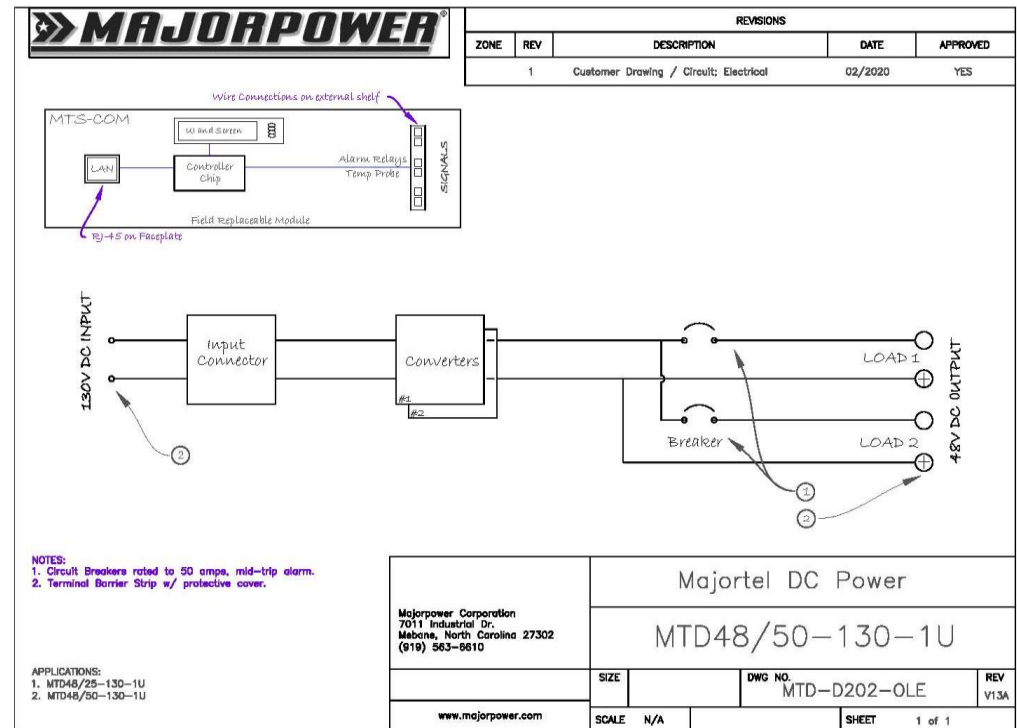 MAJORPOWER®
REVISIONS
ZONE REV DESCRIPTION DATE APPROVED
1 Customer Drawing / Circuit; Electrical 02/2020 YES
Wire Connections on external shelf
MTS-COM
UI and Screen
LAN
Controller
Chip
Alarm Relays
Temp Probe
SIGNALS
Field Replaceable Module
RJ-45 on Faceplate
130V DC INPUT
Input
Connector
Converters
#1
#2
LOAD 1
Breaker
LOAD 2
48V DC OUTPUT
2
1
2
NOTES:
1. Circuit Breakers rated to 50 amps, mid-trip alarm.
2. Terminal Barrier Strip w/ protective cover.
APPLICATIONS:
1. MTD48/25-130-1U
2. MTD48/50-130-1U
Majorpower Corporation
7011 Industrial Dr.
Mebane, North Carolina 27302
(919) 563-6610
www.majorpower.com
Majortel DC Power
MTD48/50-130-1U
SIZE
DWG NO.
MTD-D202-OLE
REV
V13A
SCALE N/A
SHEET 1 of 1